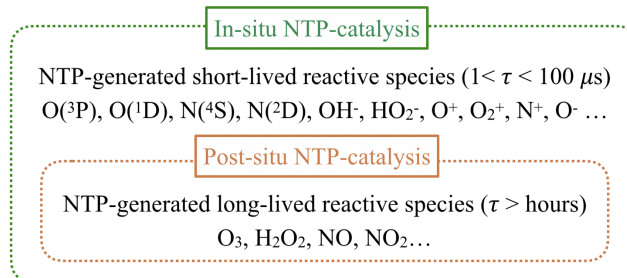 In-situ NTP-catalysis
NTP-generated short-lived reactive species (1< τ < 100 μs)
O(³P), O(¹D), N(⁴S), N(²D), OH-, HO₂-, O⁺, O₂⁺, N⁺, O- …
Post-situ NTP-catalysis
NTP-generated long-lived reactive species (τ > hours)
O₃, H₂O₂, NO, NO₂…